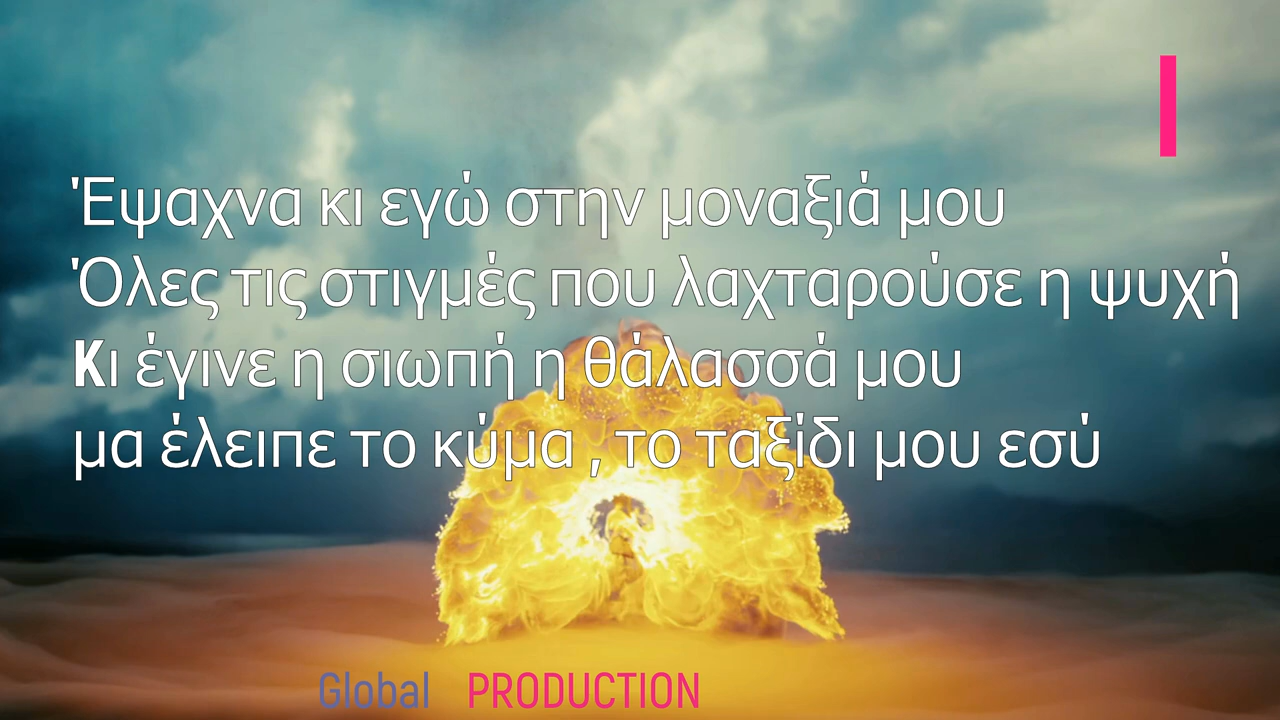 Έψαχνα κι εγώ στην μοναξιά μου
Όλες τις στιγμές που λαχταρούσε η ψυχή
Κι έγινε η σιωπή η θάλασσά μου
μα έλειπε το κύμα , το ταξίδι μου εσύ
Global PRODUCTION